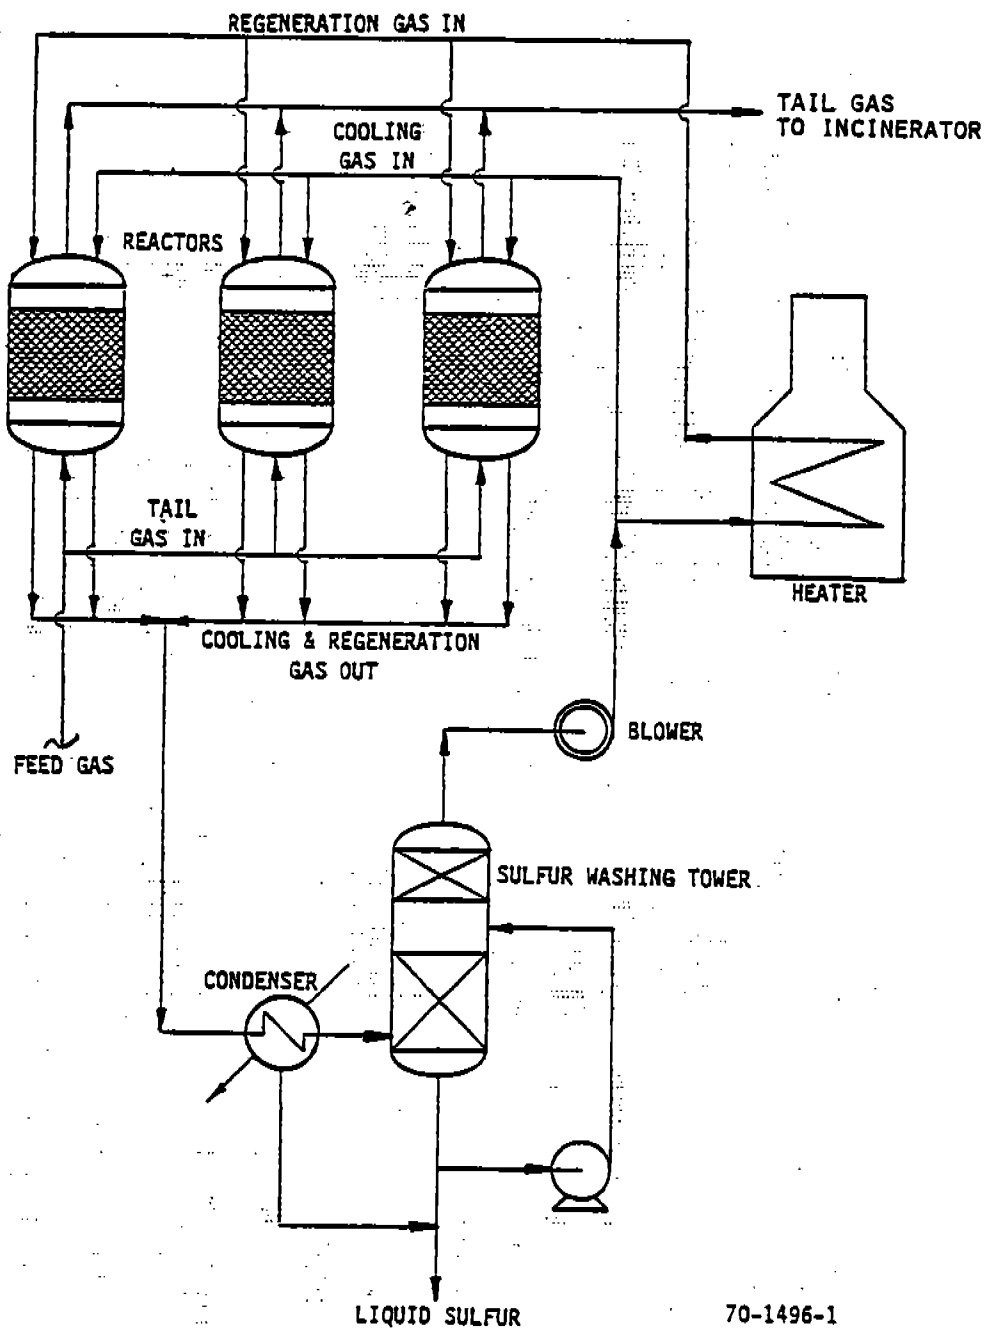 REGENERATION GAS IN
TAIL GAS
TO INCINERATOR
COOLING
GAS IN
REACTORS
TAIL
GAS IN
HEATER
COOLING & REGENERATION
GAS OUT
FEED GAS
BLOWER
SULFUR WASHING TOWER
CONDENSER
LIQUID SULFUR
70-1496-1